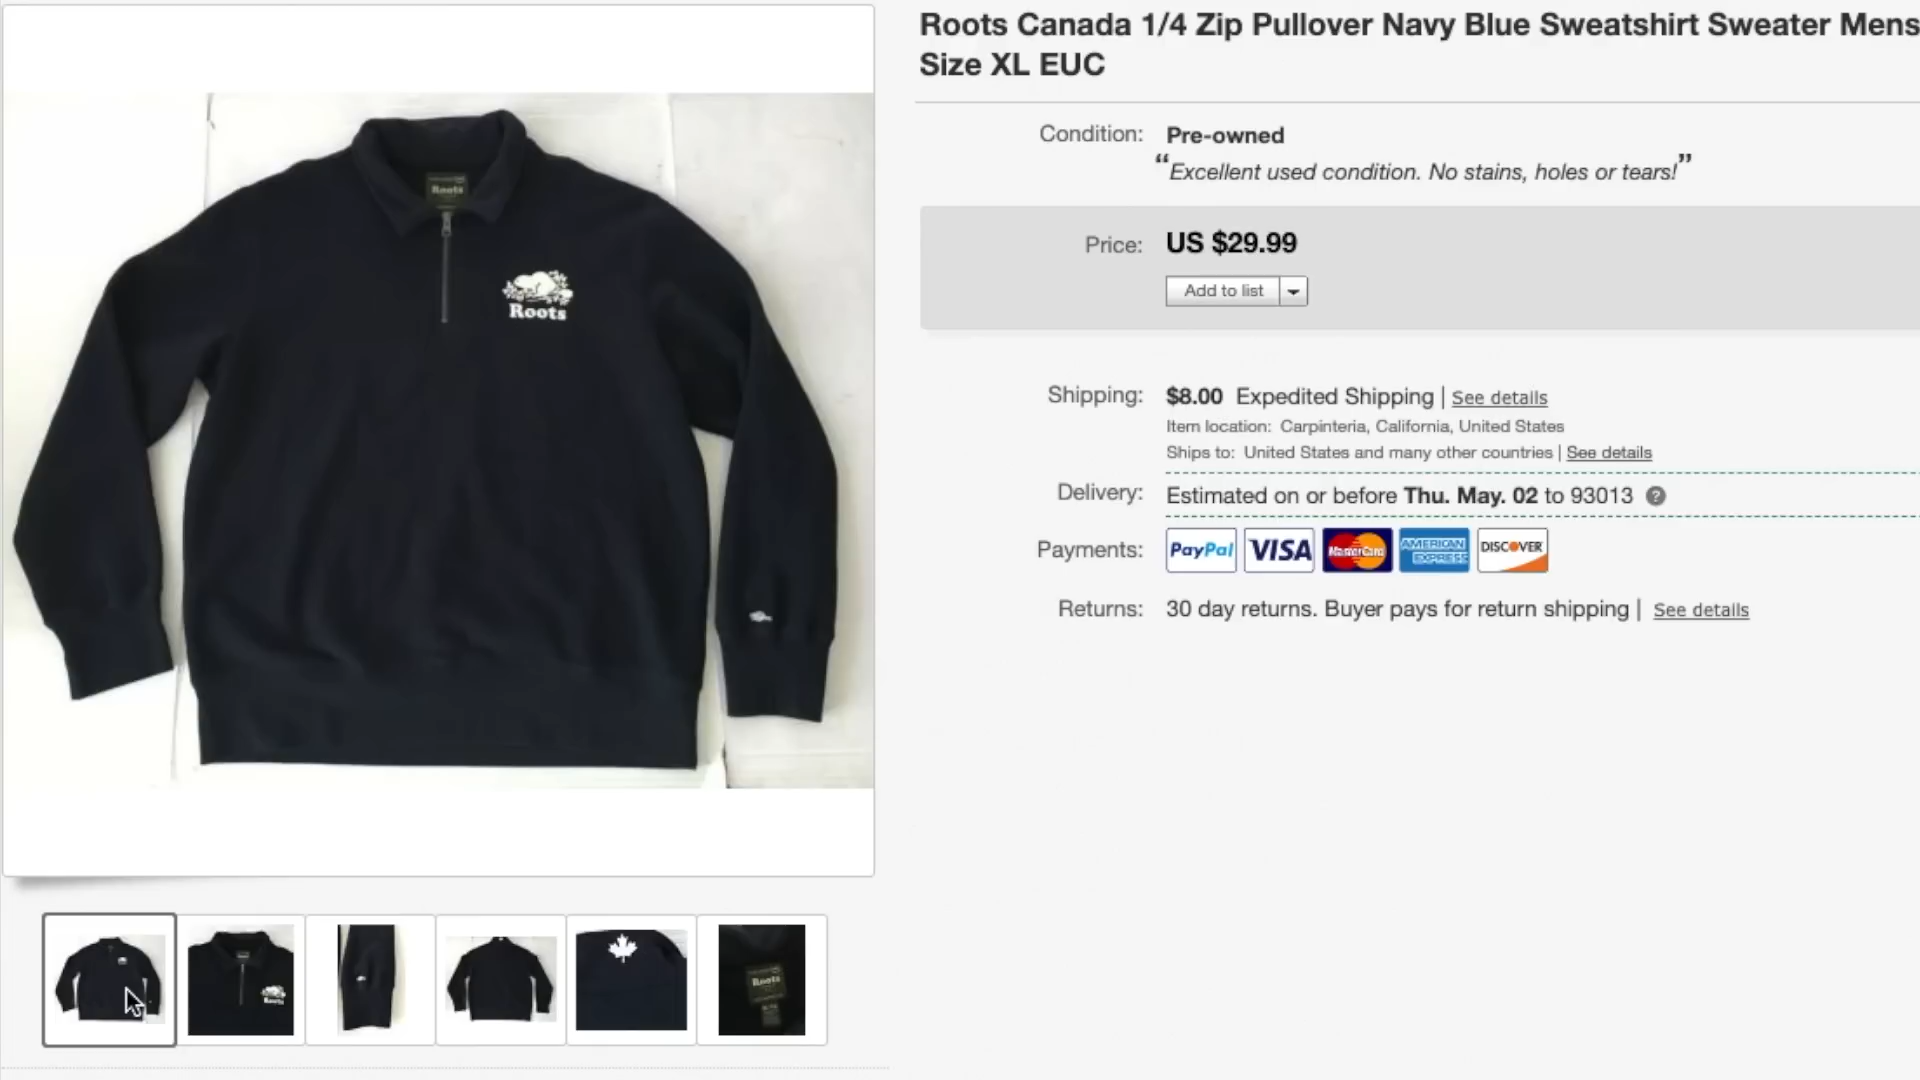 Roots Canada 1/4 Zip Pullover Navy Blue Sweatshirt Sweater Mens
Size XL EUC
Condition: Pre-owned
“Excellent used condition. No stains, holes or tears!”
Price: US $29.99
Add to list
Shipping: $8.00 Expedited Shipping | See details
Item location: Carpinteria, California, United States
Ships to: United States and many other countries | See details
Delivery: Estimated on or before Thu. May. 02 to 93013 ?
Payments: PayPal VISA MasterCard AMERICAN EXPRESS DISCOVER
Returns: 30 day returns. Buyer pays for return shipping | See details
Roots
Roots
Roots
Roots